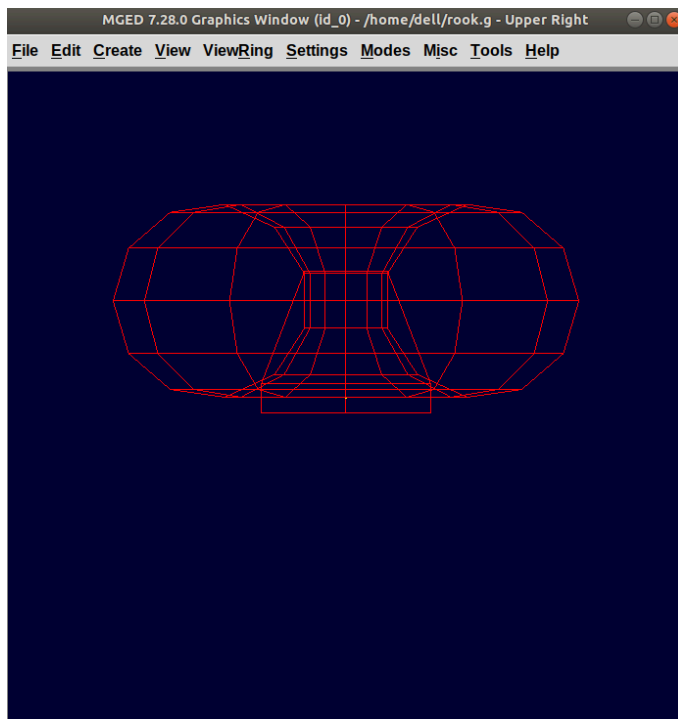 MGED 7.28.0 Graphics Window (id_0) - /home/dell/rook.g - Upper Right
File Edit Create View ViewRing Settings Modes Misc Tools Help